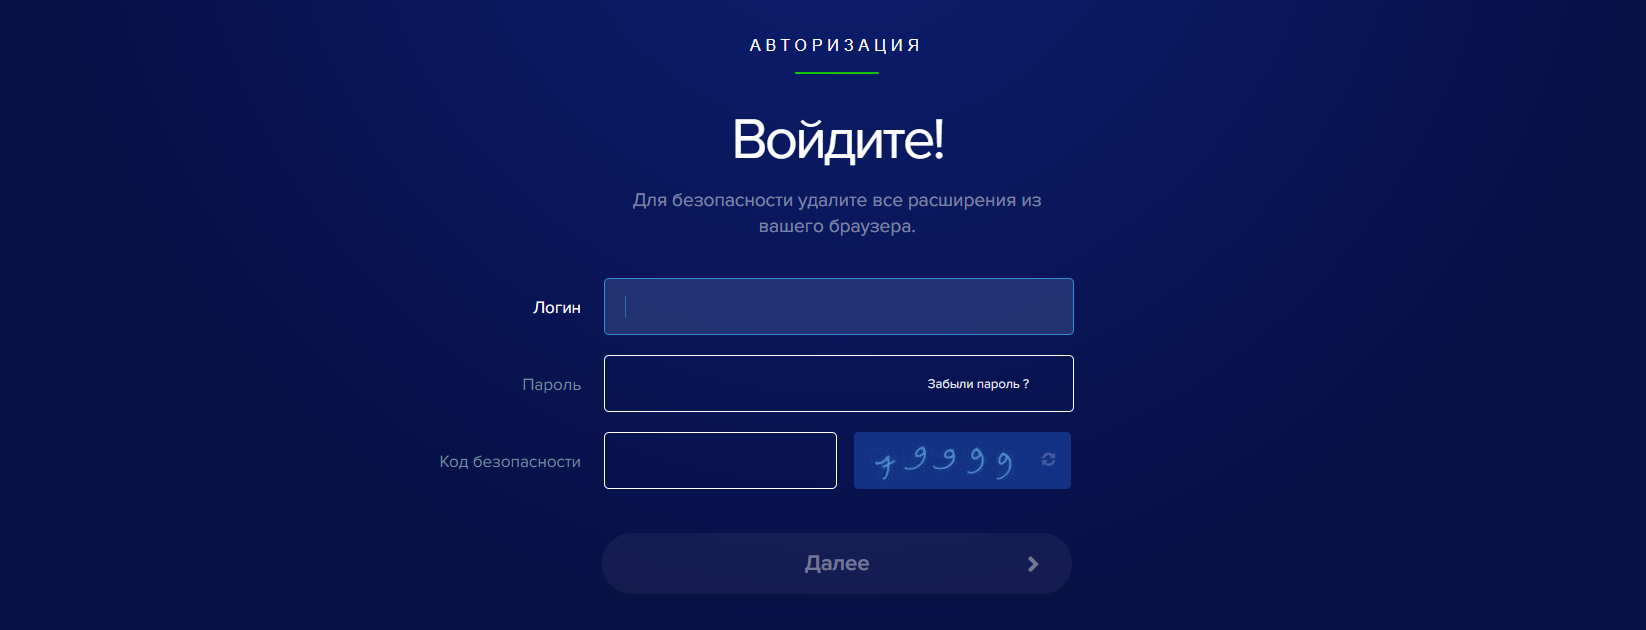 АВТОРИЗАЦИЯ
Войдите!
Для безопасности удалите все расширения из
вашего браузера.
Логин
Пароль
Забыли пароль ?
Код безопасности
79999
Далее